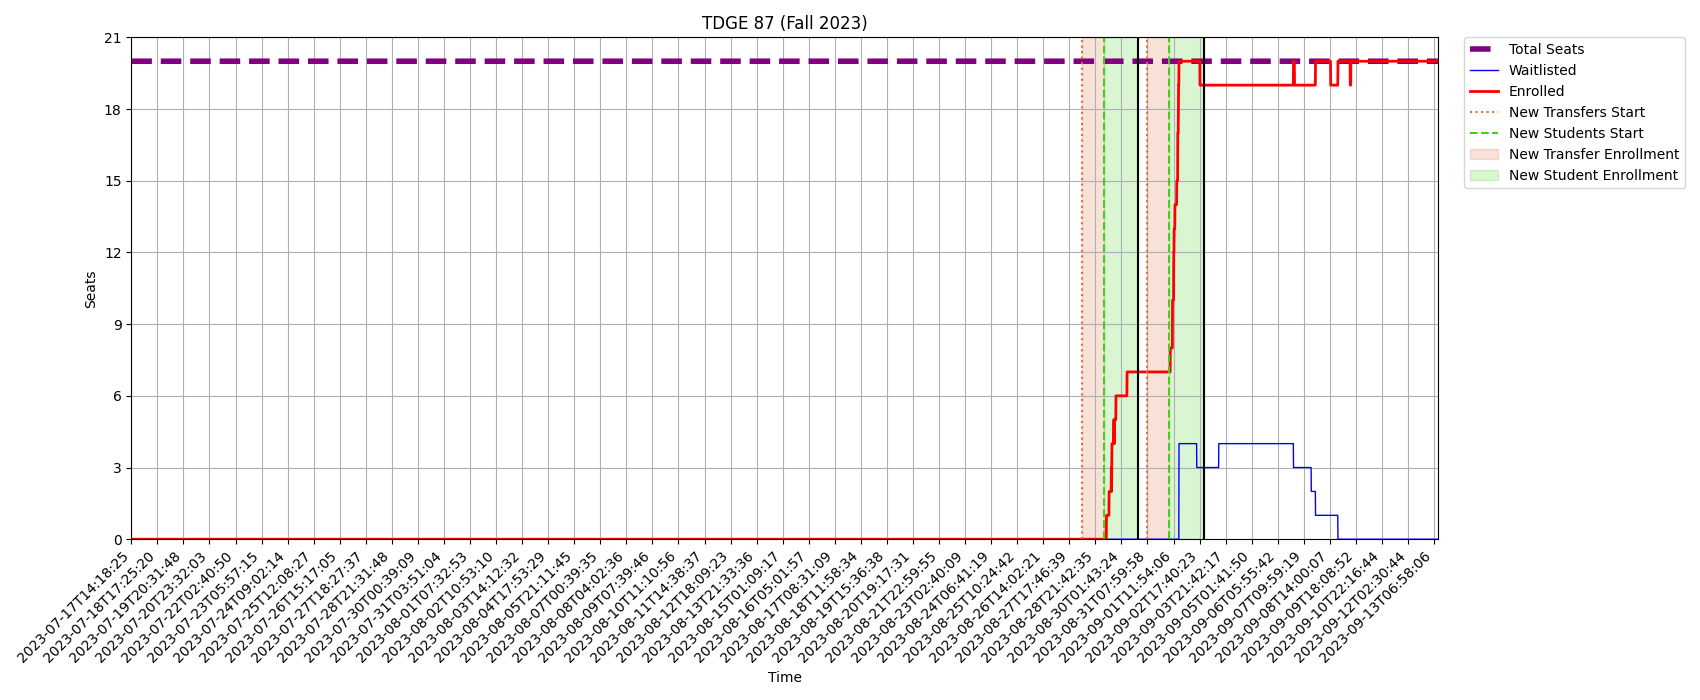 TDGE 87 (Fall 2023)
21
18
15
12
9
6
3
0
Seats
2023-07-17T14:18:25
2023-07-18T17:25:20
2023-07-19T20:31:48
2023-07-20T23:32:03
2023-07-22T02:40:50
2023-07-23T05:57:15
2023-07-24T09:02:14
2023-07-25T12:08:27
2023-07-26T15:17:05
2023-07-27T18:27:37
2023-07-28T21:31:48
2023-07-30T00:39:09
2023-07-31T03:51:04
2023-08-01T07:32:53
2023-08-02T10:53:10
2023-08-03T14:12:32
2023-08-04T17:53:29
2023-08-05T21:11:45
2023-08-07T00:39:35
2023-08-08T04:02:36
2023-08-09T07:39:46
2023-08-10T11:10:56
2023-08-11T14:38:37
2023-08-12T18:09:23
2023-08-13T21:33:36
2023-08-15T01:09:17
2023-08-16T05:01:57
2023-08-17T08:31:09
2023-08-18T11:58:34
2023-08-19T15:36:38
2023-08-20T19:17:31
2023-08-21T22:59:55
2023-08-23T02:40:09
2023-08-24T06:41:19
2023-08-25T10:24:42
2023-08-26T14:02:21
2023-08-27T17:46:39
2023-08-28T21:42:35
2023-08-30T01:43:24
2023-08-31T07:59:58
2023-09-01T11:54:06
2023-09-02T17:40:23
2023-09-03T21:42:17
2023-09-05T01:41:50
2023-09-06T05:55:42
2023-09-07T09:59:19
2023-09-08T14:00:07
2023-09-09T18:08:52
2023-09-10T22:16:44
2023-09-12T02:30:44
2023-09-13T06:58:06
Time
Total Seats
Waitlisted
Enrolled
New Transfers Start
New Students Start
New Transfer Enrollment
New Student Enrollment